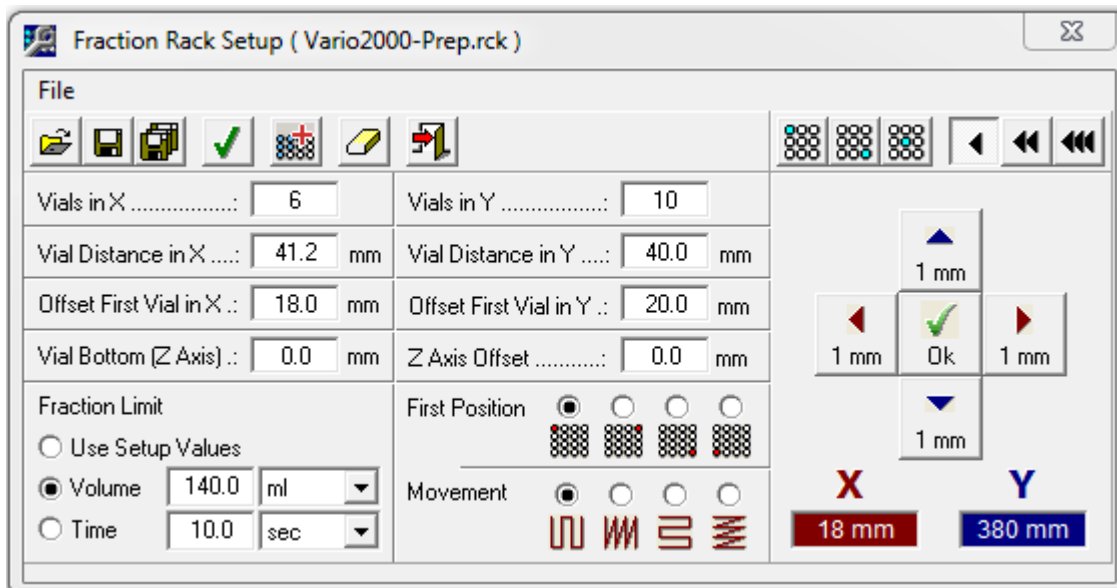 Fraction Rack Setup ( Vario2000-Prep.rck )
File
Vials in X .................: 6 Vials in Y .................: 10
Vial Distance in X ....: 41.2 mm Vial Distance in Y ....: 40.0 mm
Offset First Vial in X .: 18.0 mm Offset First Vial in Y .: 20.0 mm
Vial Bottom (Z Axis) .: 0.0 mm Z Axis Offset ...........: 0.0 mm
1 mm
1 mm Ok 1 mm
1 mm
Fraction Limit
Use Setup Values
Volume 140.0 ml
Time 10.0 sec
First Position
Movement
X Y
18 mm 380 mm